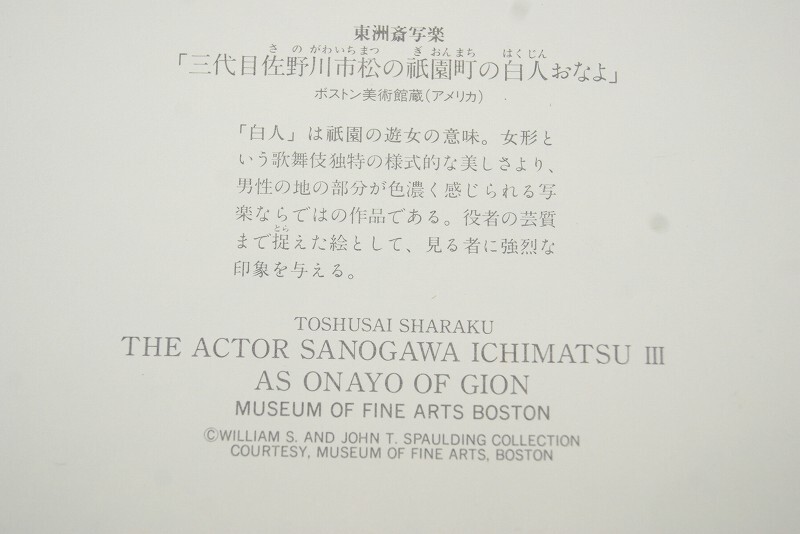 東洲斎写楽
さのがわいちまつ ぎおんまち はくじん
「三代目佐野川市松の祇園町の白人おなよ」
ボストン美術館蔵(アメリカ)
「白人」は祇園の遊女の意味。女形と
いう歌舞伎独特の様式的な美しさより、
男性の地の部分が色濃く感じられる写
楽ならではの作品である。役者の芸質
とら
まで捉えた絵として、見る者に強烈な
印象を与える。
TOSHUSAI SHARAKU
THE ACTOR SANOGAWA ICHIMATSU III
AS ONAYO OF GION
MUSEUM OF FINE ARTS BOSTON
©WILLIAM S. AND JOHN T. SPAULDING COLLECTION
COURTESY, MUSEUM OF FINE ARTS, BOSTON